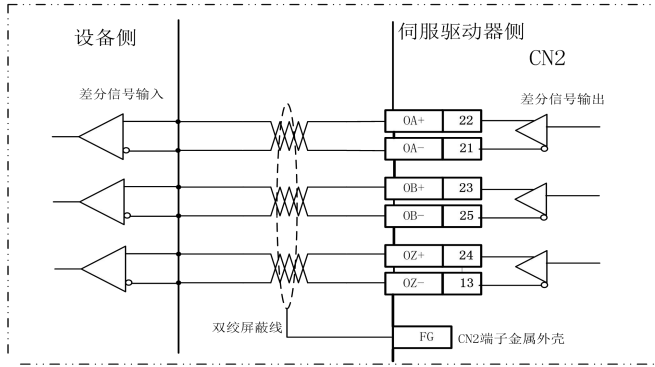 设备侧
伺服驱动器侧
CN2
差分信号输入
差分信号输出
OA+ 22
OA- 21
OB+ 23
OB- 25
OZ+ 24
OZ- 13
双绞屏蔽线
FG
CN2端子金属外壳